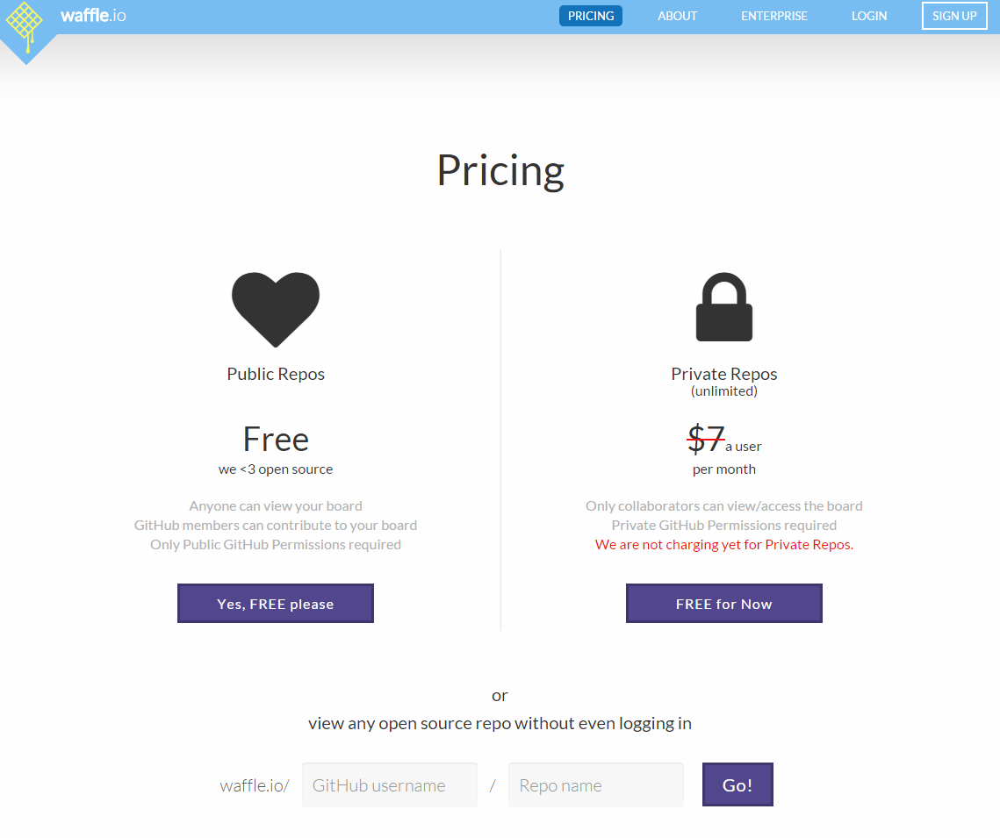 waffle.io
PRICING
ABOUT
ENTERPRISE
LOGIN
SIGN UP
Pricing
Public Repos
Free
we <3 open source
Anyone can view your board
GitHub members can contribute to your board
Only Public GitHub Permissions required
Yes, FREE please
Private Repos
(unlimited)
$7 a user
per month
Only collaborators can view/access the board
Private GitHub Permissions required
We are not charging yet for Private Repos.
FREE for Now
or
view any open source repo without even logging in
waffle.io/ GitHub username / Repo name Go!